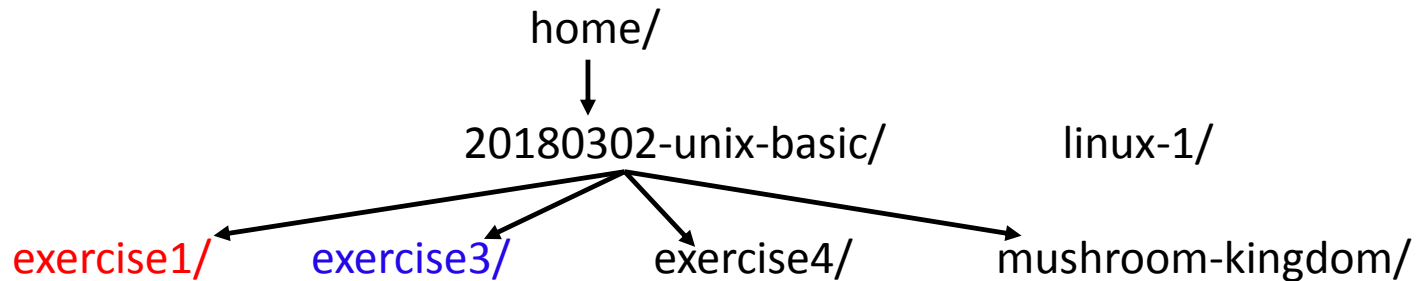 home/
20180302-unix-basic/ linux-1/
exercise1/ exercise3/ exercise4/ mushroom-kingdom/